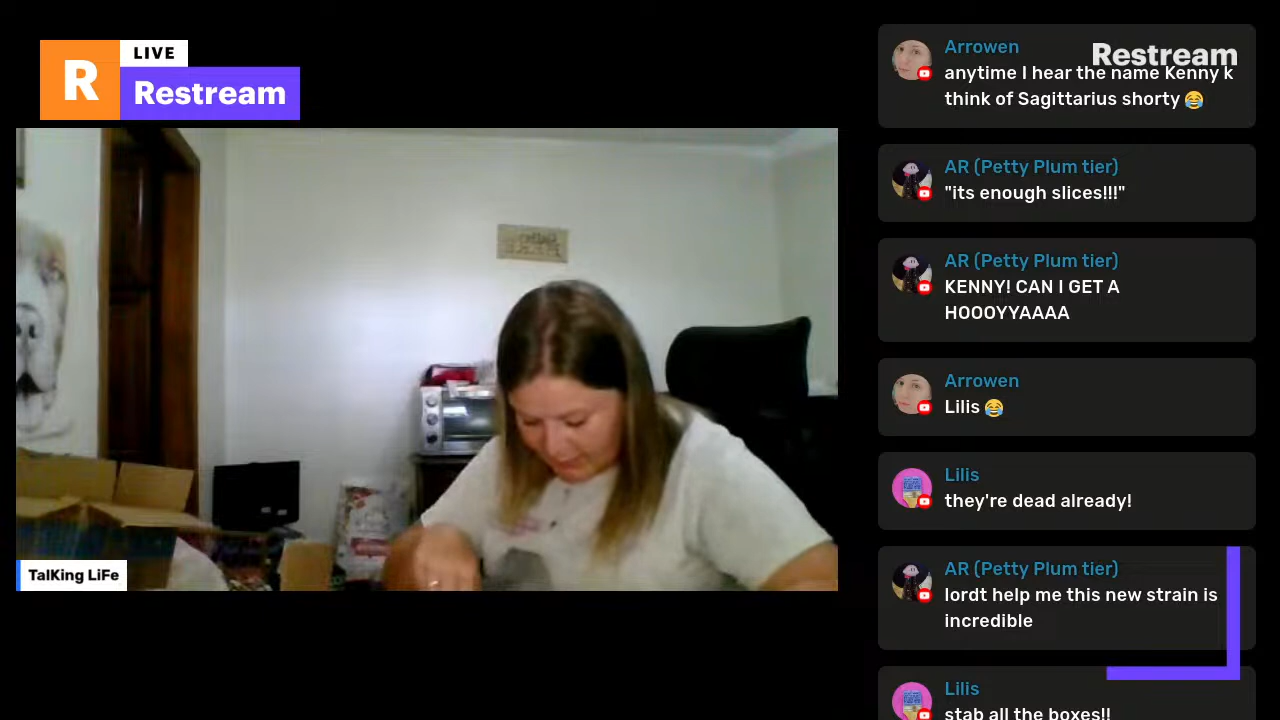 R
LIVE
Restream
TalKing LiFe
Restream
Arrowen
anytime I hear the name Kenny k
think of Sagittarius shorty 😂
AR (Petty Plum tier)
"its enough slices!!!"
AR (Petty Plum tier)
KENNY! CAN I GET A
HOOOYYAAAA
Arrowen
Lilis 😂
Lilis
they're dead already!
AR (Petty Plum tier)
lordt help me this new strain is
incredible
Lilis
stab all the boxes!!